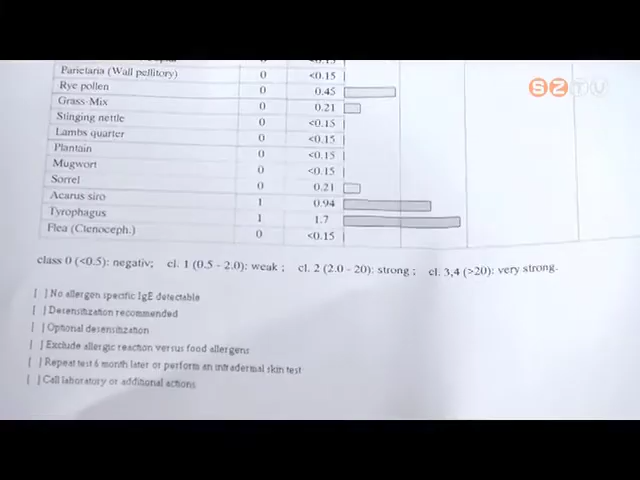 0 <0.15
Parietaria (Wall pellitory) 0 <0.15
Rye pollen 0 0.45
Grass-Mix 0 0.21
Stinging nettle 0 <0.15
Lambs quarter 0 <0.15
Plantain 0 <0.15
Mugwort 0 <0.15
Sorrel 0 0.21
Acarus siro 1 0.94
Tyrophagus 1 1.7
Flea (Ctenoceph.) 0 <0.15
class 0 (<0.5): negativ; cl. 1 (0.5 - 2.0): weak ; cl. 2 (2.0 - 20): strong ; cl. 3,4 (>20): very strong.
[ ] No allergen specific IgE detectable
[ ] Desensitization recommended
[ ] Optional desensitization
[ ] Exclude allergic reaction versus food allergens
[ ] Repeat test 6 month later or perform an intradermal skin test
[ ] Call laboratory or additional actions
SZTV